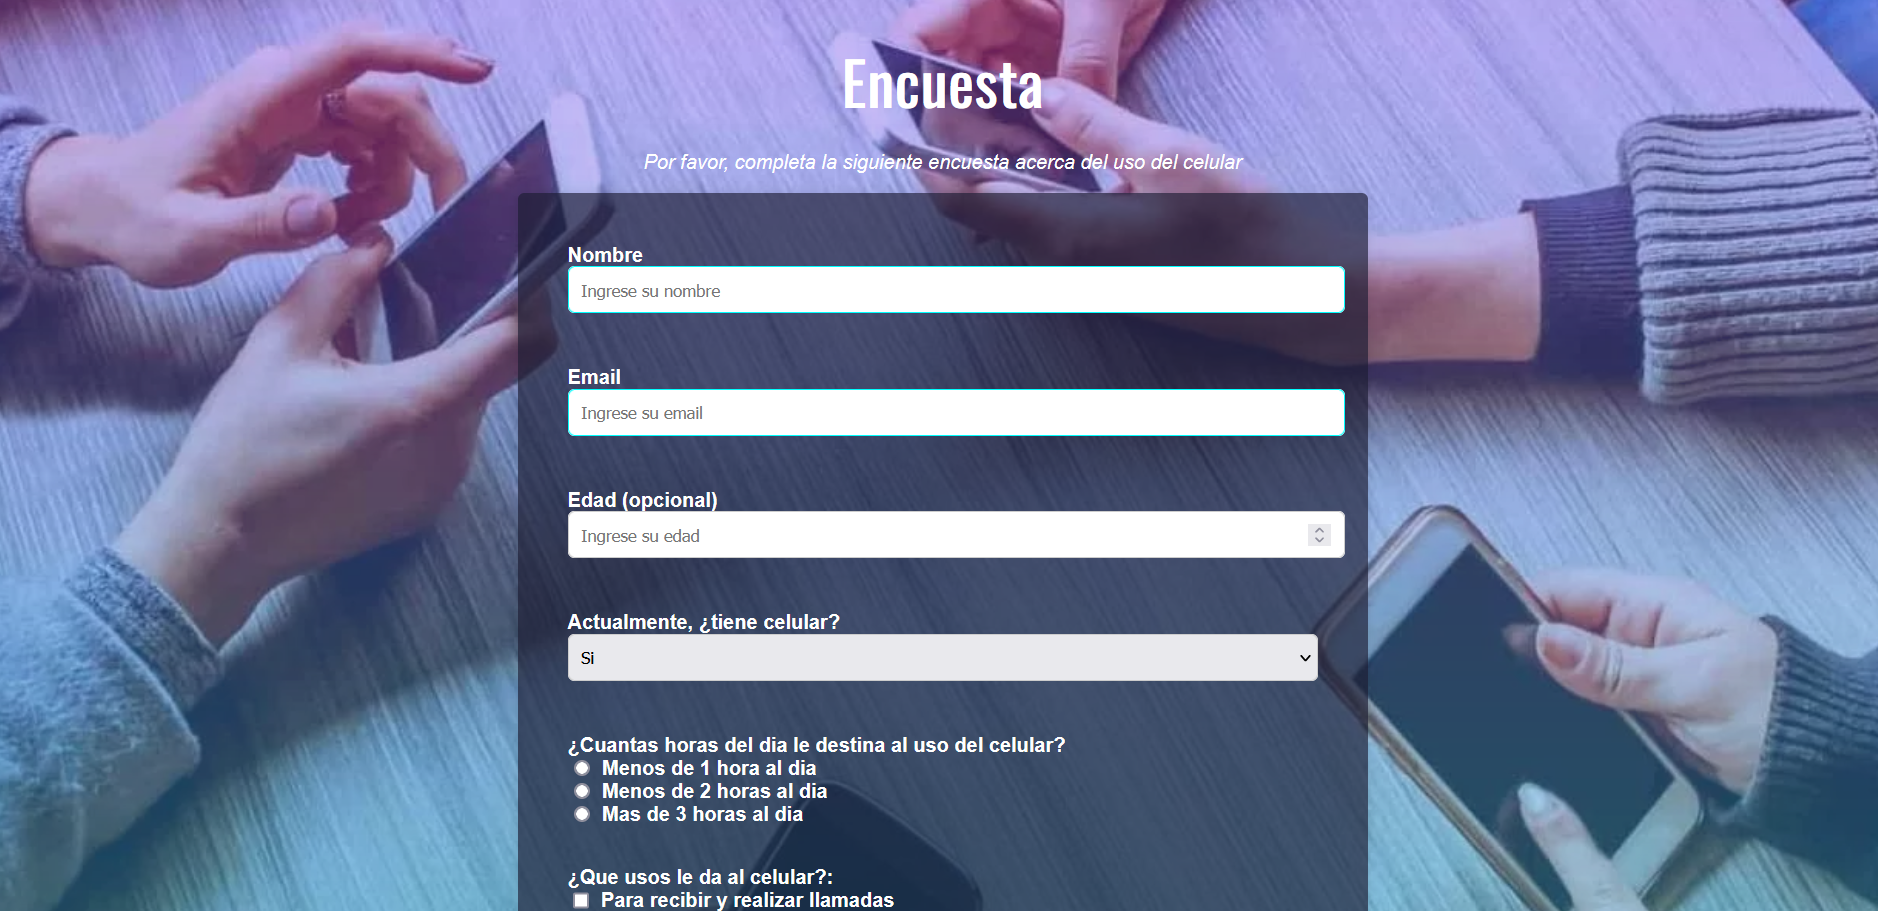 Encuesta
Por favor, completa la siguiente encuesta acerca del uso del celular
Nombre
Ingrese su nombre
Email
Ingrese su email
Edad (opcional)
Ingrese su edad
Actualmente, ¿tiene celular?
Si
¿Cuantas horas del dia le destina al uso del celular?
Menos de 1 hora al dia
Menos de 2 horas al dia
Mas de 3 horas al dia
¿Que usos le da al celular?:
Para recibir y realizar llamadas